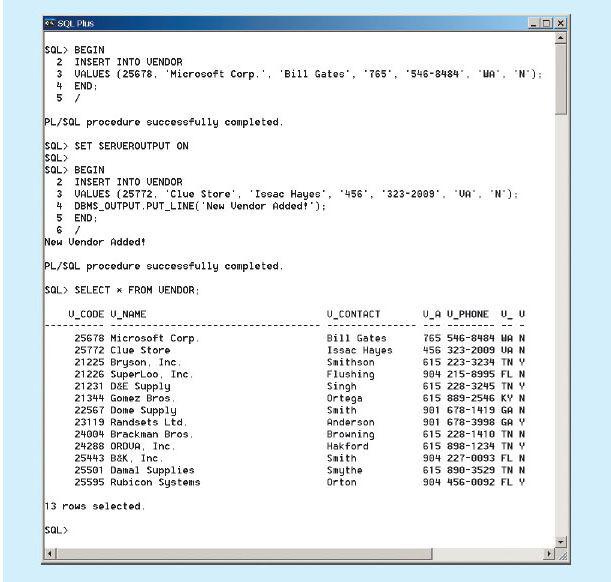 SQL Plus
SQL> BEGIN
2 INSERT INTO VENDOR
3 VALUES (25678, 'Microsoft Corp.', 'Bill Gates', '765', '546-8484', 'WA', 'N');
4 END;
5 /
PL/SQL procedure successfully completed.
SQL> SET SERVEROUTPUT ON
SQL>
SQL> BEGIN
2 INSERT INTO VENDOR
3 VALUES (25772, 'Clue Store', 'Issac Hayes', '456', '323-2009', 'VA', 'N');
4 DBMS_OUTPUT.PUT_LINE('New Vendor Added!');
5 END;
6 /
New Vendor Added!
PL/SQL procedure successfully completed.
SQL> SELECT * FROM VENDOR;
V_CODE V_NAME V_CONTACT V_A V_PHONE V_ V
25678 Microsoft Corp. Bill Gates 765 546-8484 WA N
25772 Clue Store Issac Hayes 456 323-2009 VA N
21225 Bryson, Inc. Smithson 615 223-3234 TN Y
21226 SuperLoo, Inc. Flushing 904 215-8995 FL N
21231 D&E Supply Singh 615 228-3245 TN Y
21344 Gomez Bros. Ortega 615 889-2546 KY N
22567 Dome Supply Smith 901 678-1419 GA N
23119 Randsets Ltd. Anderson 901 678-3998 GA Y
24004 Brackman Bros. Browning 615 228-1410 TN N
24288 ORDVA, Inc. Hakford 615 898-1234 TN Y
25443 B&K, Inc. Smith 904 227-0093 FL N
25501 Damal Supplies Smythe 615 890-3529 TN N
25595 Rubicon Systems Orton 904 456-0092 FL Y
13 rows selected.
SQL>